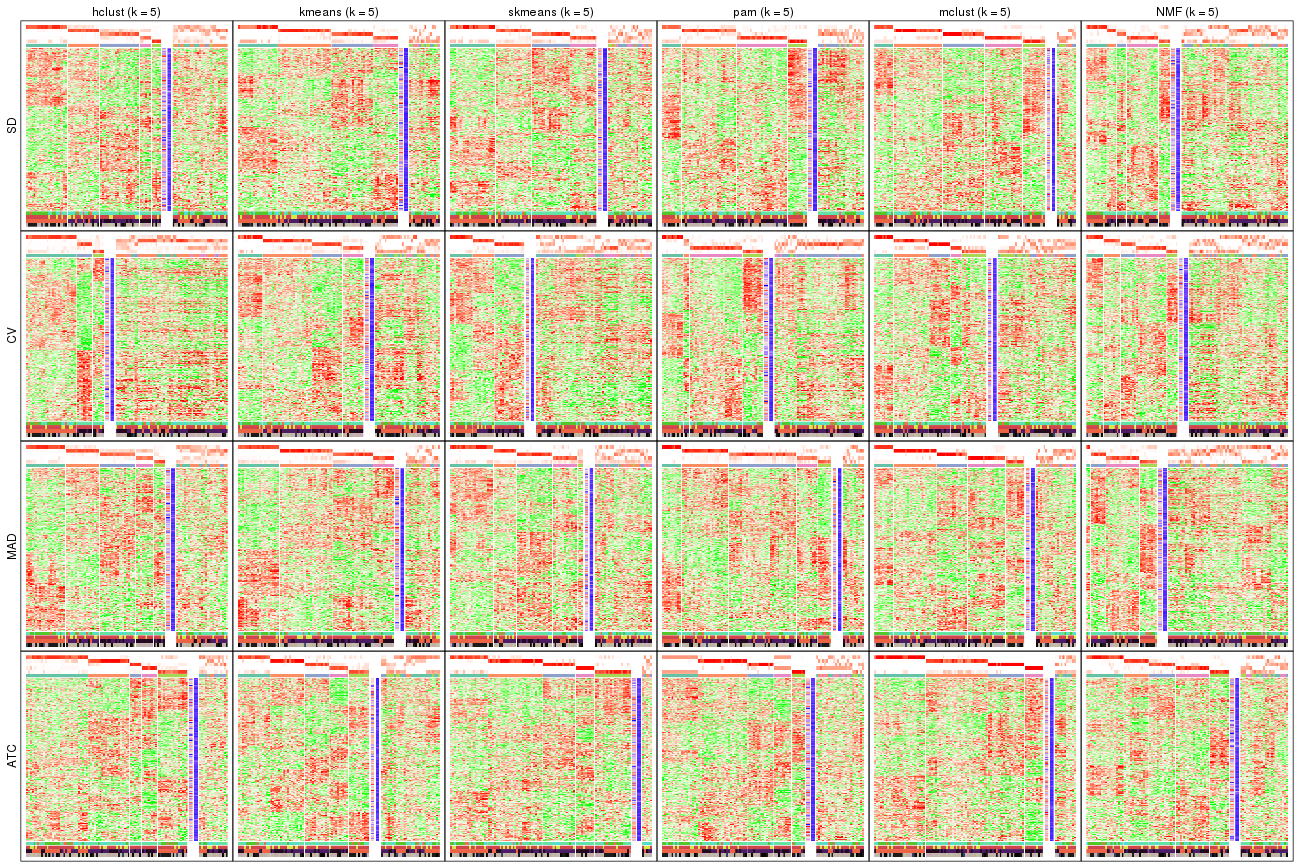 hclust (k = 5) kmeans (k = 5) skmeans (k = 5) pam (k = 5) mclust (k = 5) NMF (k = 5)
SD
CV
MAD
ATC